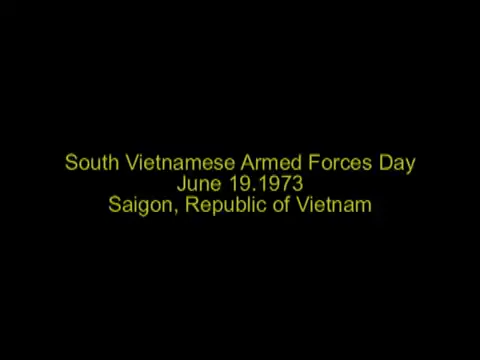 South Vietnamese Armed Forces Day
June 19.1973
Saigon, Republic of Vietnam